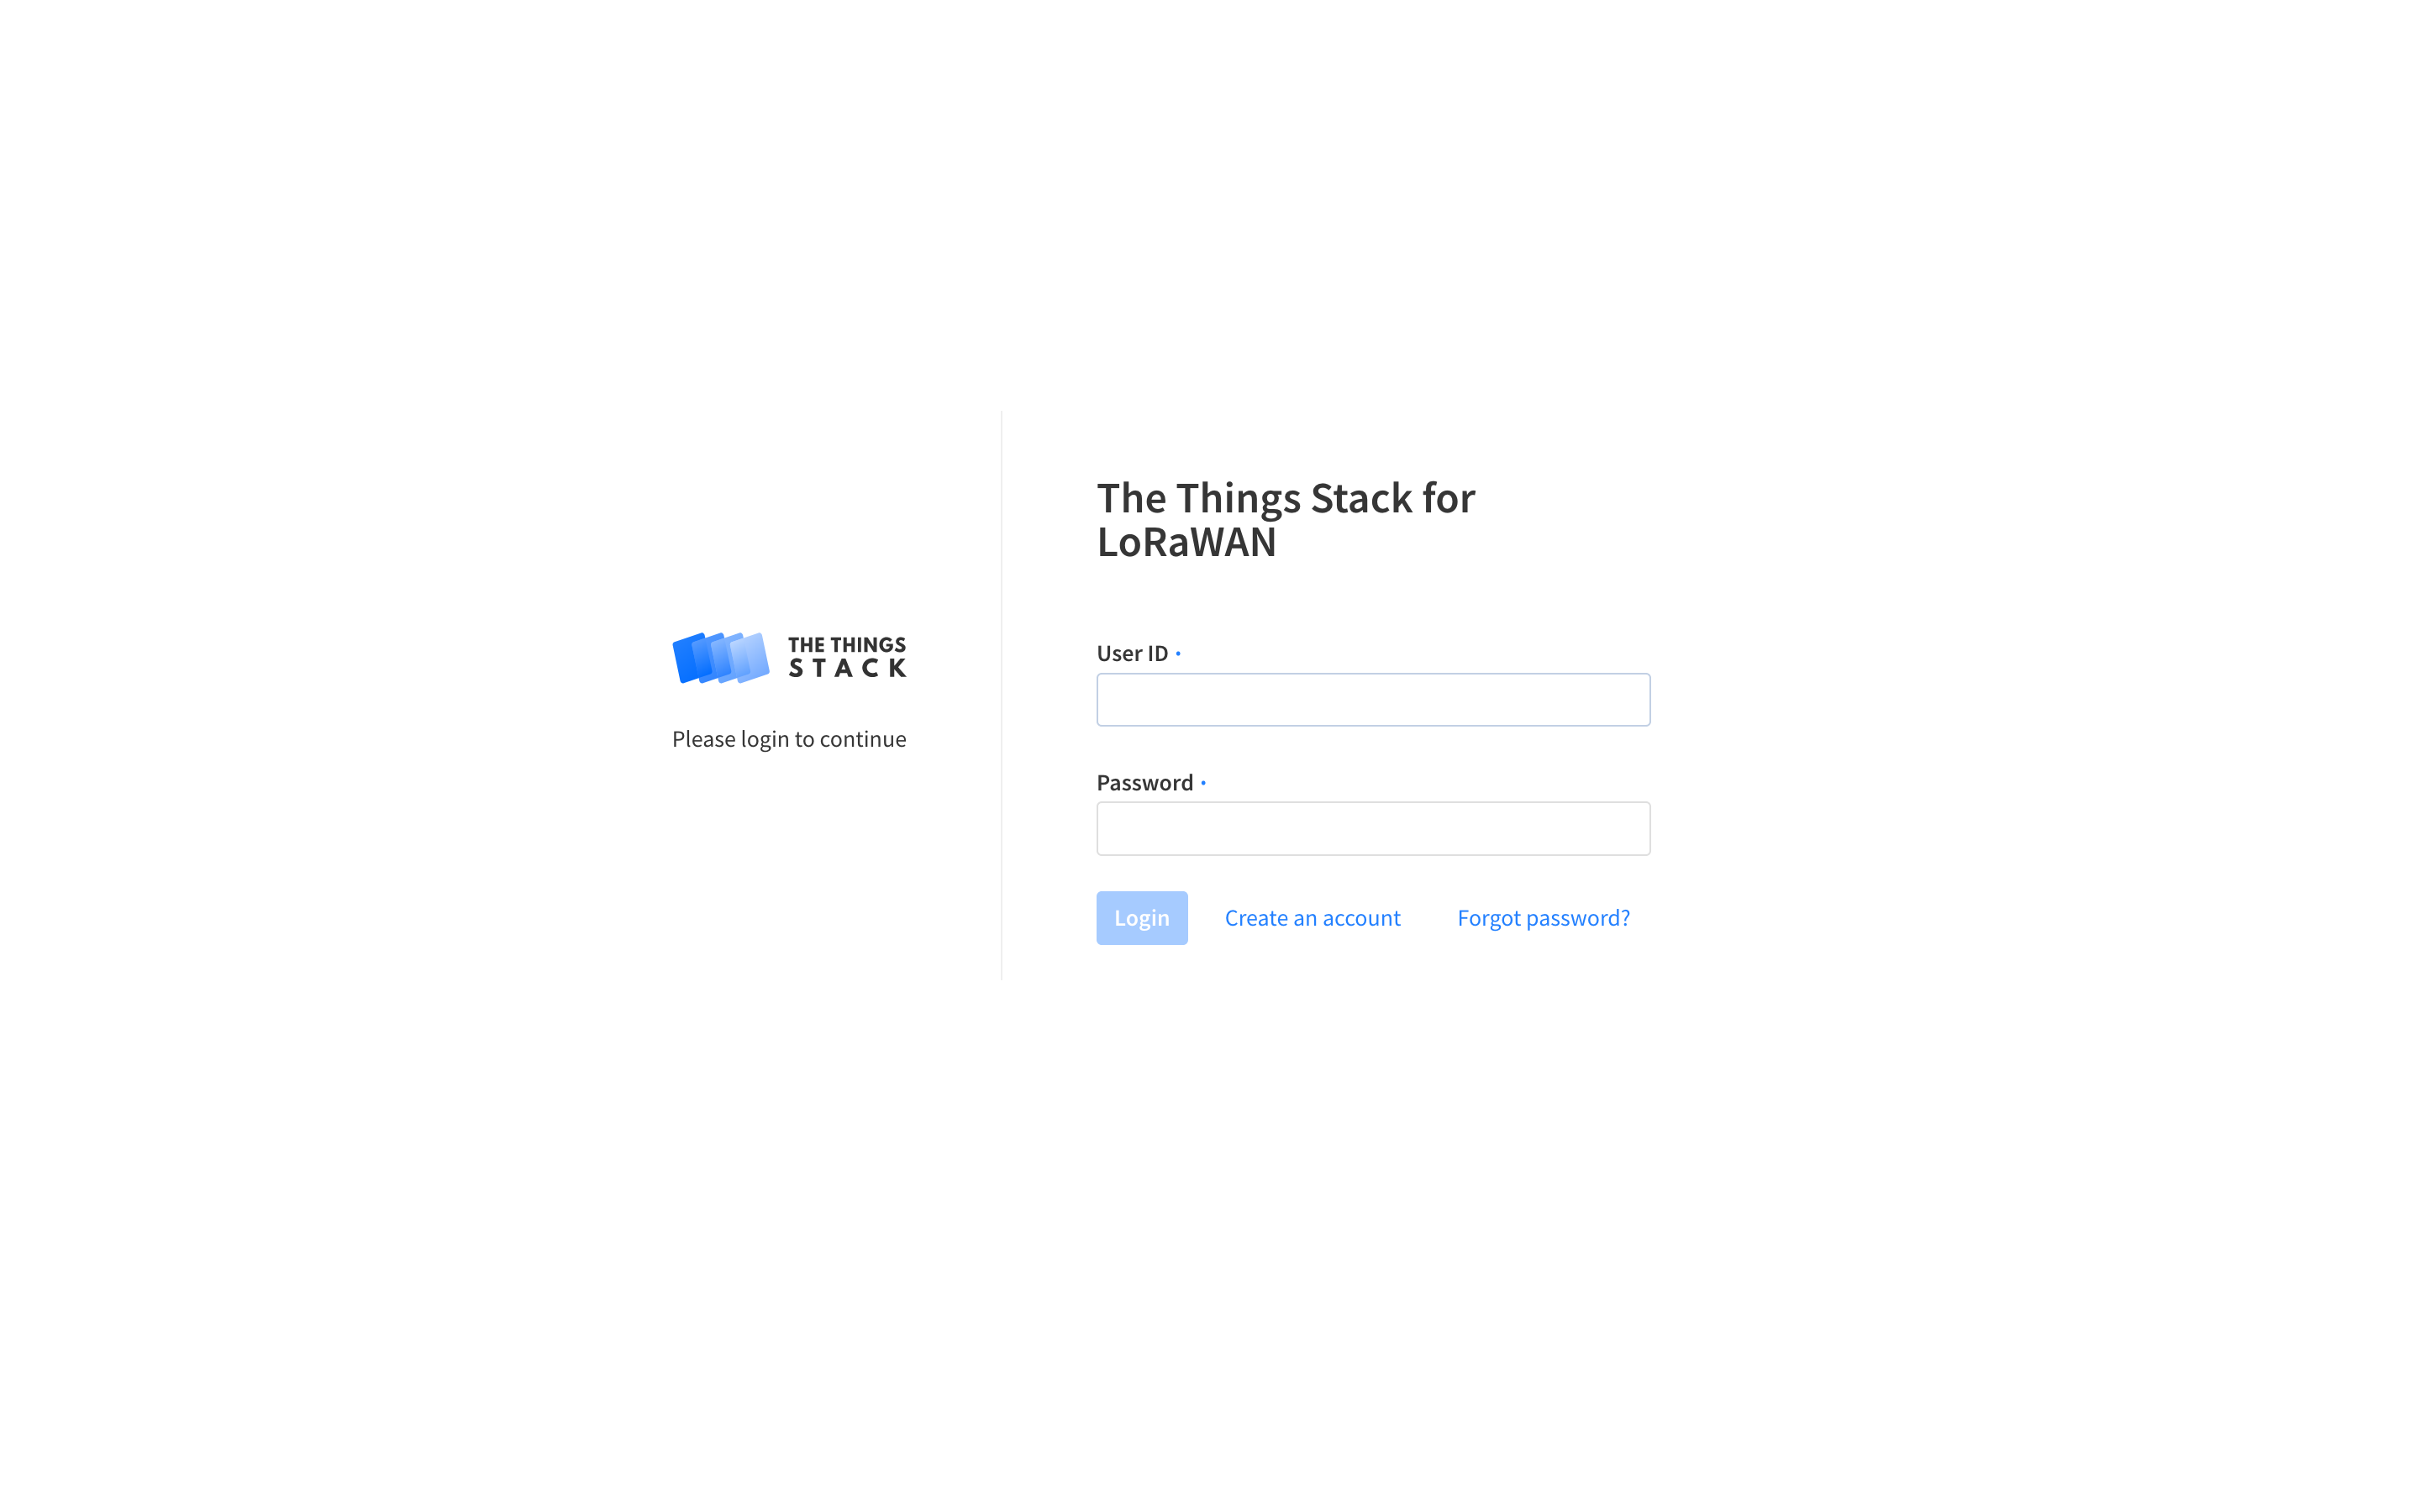 THE THINGS
STACK
Please login to continue
The Things Stack for
LoRaWAN
User ID •
Password •
Login
Create an account
Forgot password?